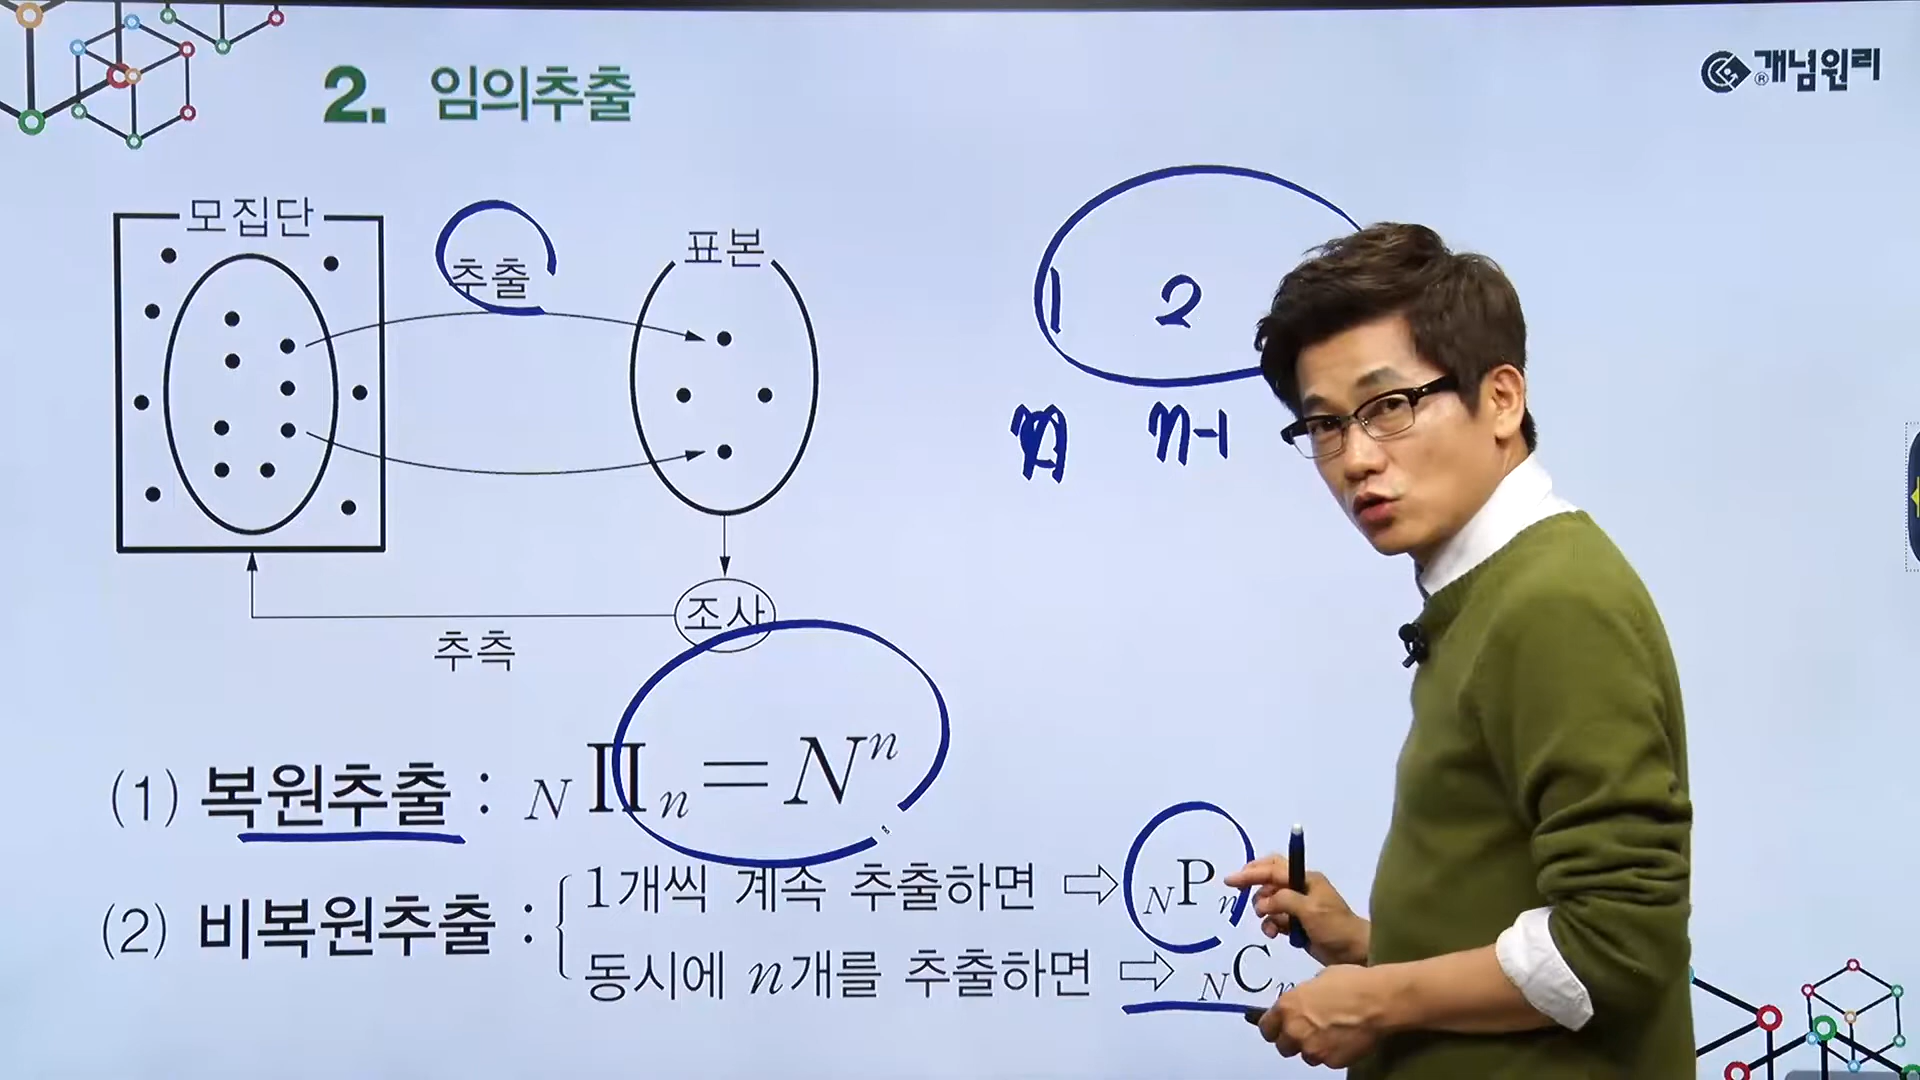 2. 임의추출
개념원리
모집단
추출
표본
1 2
n-1
조사
추측
(1) 복원추출 : NΠn=Nⁿ
(2) 비복원추출 :
1개씩 계속 추출하면 ⇨ NPn
동시에 n개를 추출하면 ⇨ NCn